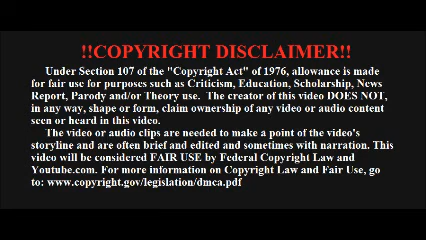 !!COPYRIGHT DISCLAIMER!!
Under Section 107 of the "Copyright Act" of 1976, allowance is made
for fair use for purposes such as Criticism, Education, Scholarship, News
Report, Parody and/or Theory use.  The creator of this video DOES NOT,
in any way, shape or form, claim ownership of any video or audio content
seen or heard in this video.
The video or audio clips are needed to make a point of the video's
storyline and are often brief and edited and sometimes with narration. This
video will be considered FAIR USE by Federal Copyright Law and
Youtube.com. For more information on Copyright Law and Fair Use, go
to: www.copyright.gov/legislation/dmca.pdf